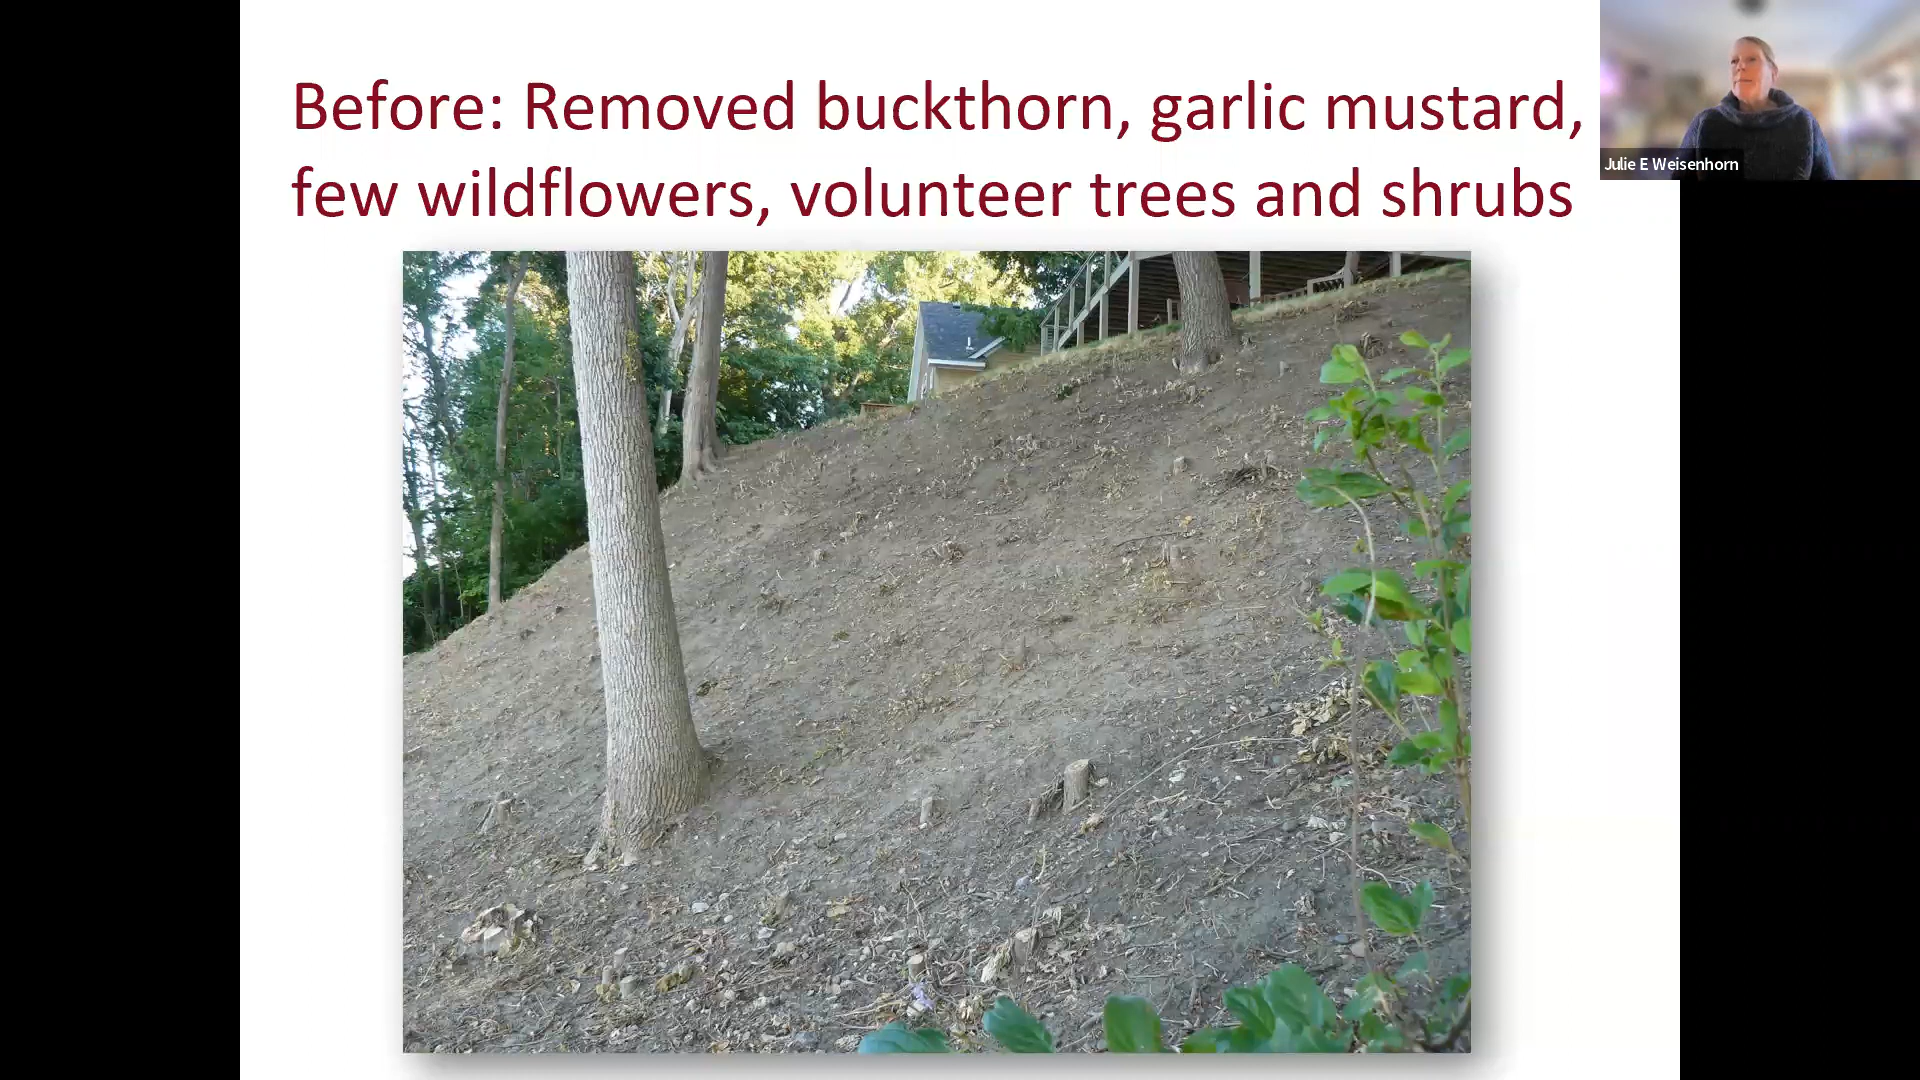 Before: Removed buckthorn, garlic mustard,
few wildflowers, volunteer trees and shrubs
Julie E Weisenhorn